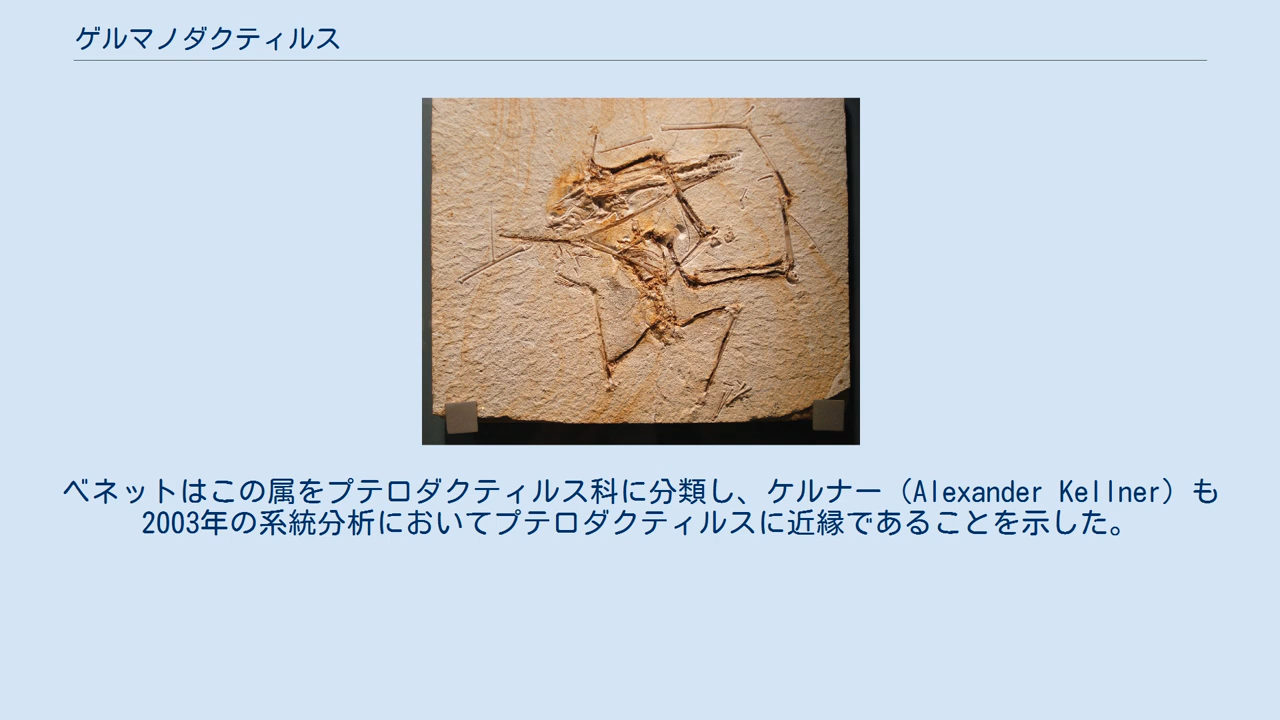 ゲルマノダクティルス
ベネットはこの属をプテロダクティルス科に分類し、ケルナー（Alexander Kellner）も
2003年の系統分析においてプテロダクティルスに近縁であることを示した。